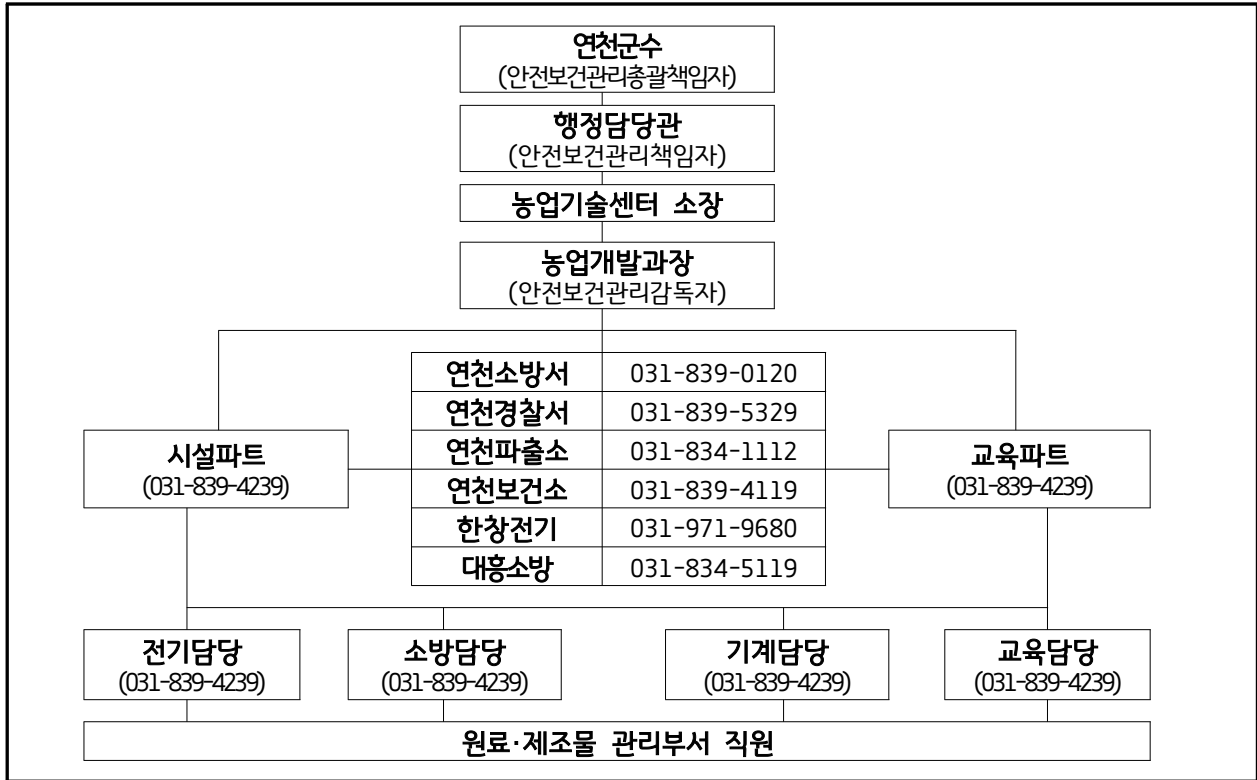 연천군수
(안전보건관리총괄책임자)
행정담당관
(안전보건관리책임자)
농업기술센터 소장
농업개발과장
(안전보건관리감독자)
연천소방서 031-839-0120
연천경찰서 031-839-5329
연천파출소 031-834-1112
연천보건소 031-839-4119
한창전기 031-971-9680
대흥소방 031-834-5119
시설파트
(031-839-4239)
교육파트
(031-839-4239)
전기담당
(031-839-4239)
소방담당
(031-839-4239)
기계담당
(031-839-4239)
교육담당
(031-839-4239)
원료·제조물 관리부서 직원